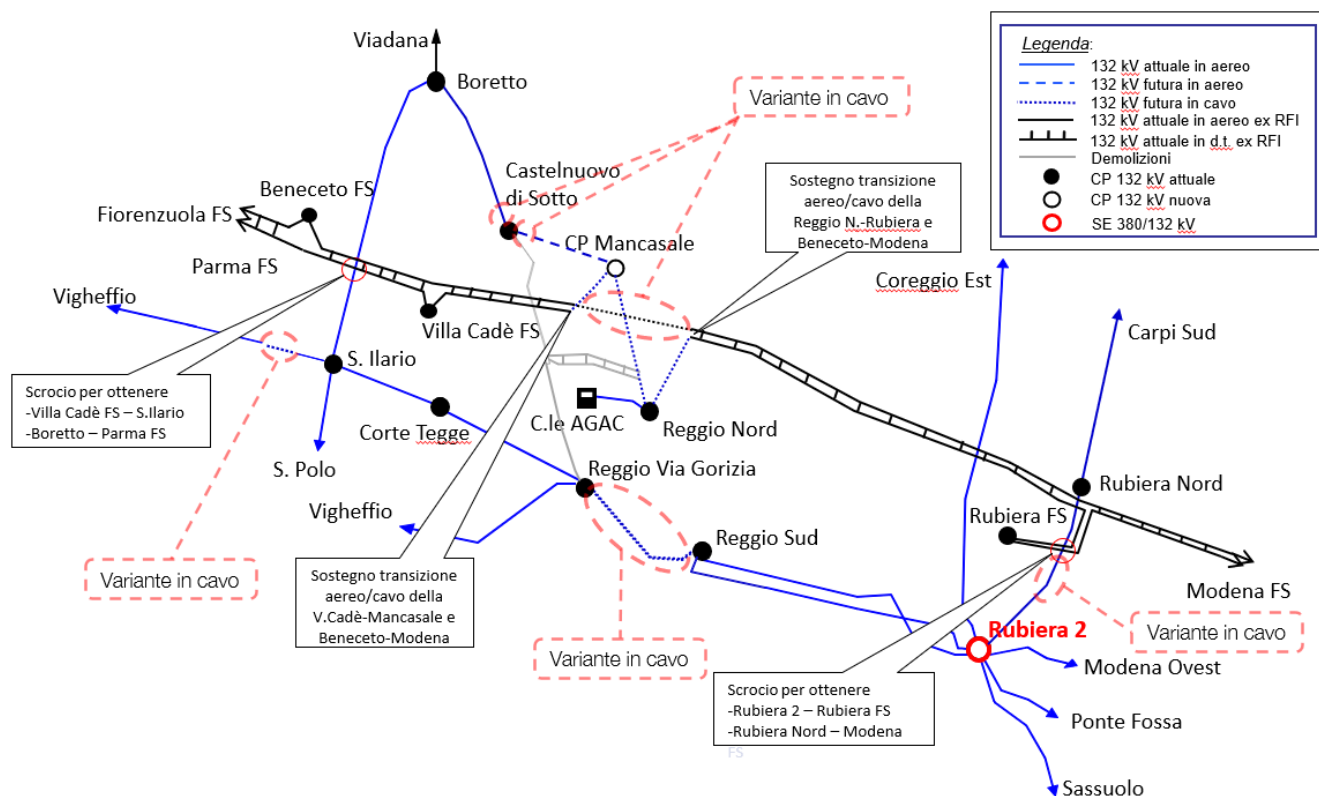 Viadana
Boretto
Variante in cavo
Legenda:
132 kV attuale in aereo
132 kV futura in aereo
132 kV futura in cavo
132 kV attuale in aereo ex RFI
132 kV attuale in d.t. ex RFI
Demolizioni
CP 132 kV attuale
CP 132 kV nuova
SE 380/132 kV
Beneceto FS
Castelnuovo
di Sotto
Fiorenzuola FS
Sostegno transizione
aereo/cavo della
Reggio N.-Rubiera e
Beneceto-Modena
CP Mancasale
Parma FS
Coreggio Est
Vigheffio
Villa Cadè FS
Carpi Sud
S. Ilario
Scrocio per ottenere
-Villa Cadè FS – S.Ilario
-Boretto – Parma FS
Corte Tegge
C.le AGAC
Reggio Nord
S. Polo
Reggio Via Gorizia
Rubiera Nord
Vigheffio
Rubiera FS
Reggio Sud
Variante in cavo
Sostegno transizione
aereo/cavo della
V.Cadè-Mancasale e
Beneceto-Modena
Modena FS
Variante in cavo
Rubiera 2
Variante in cavo
Modena Ovest
Scrocio per ottenere
-Rubiera 2 – Rubiera FS
-Rubiera Nord – Modena
FS
Ponte Fossa
Sassuolo